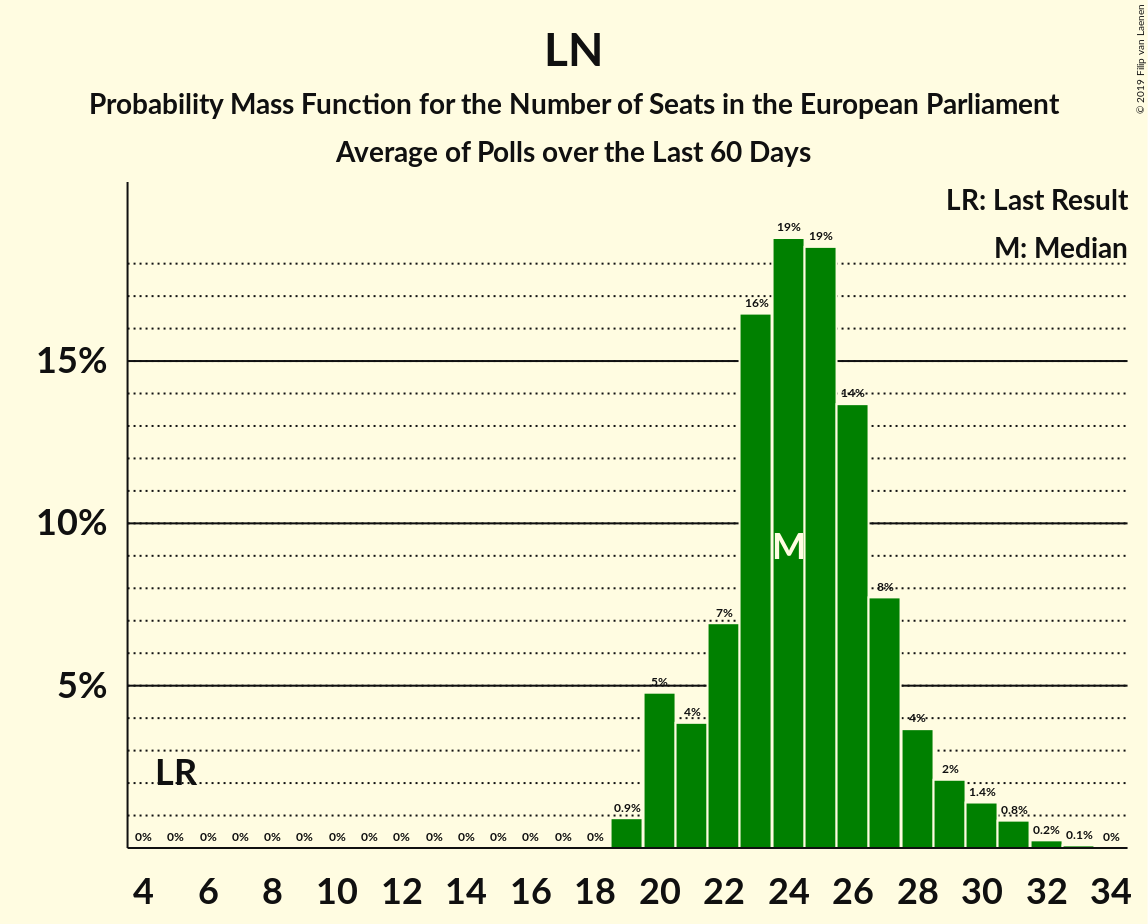 LN
Probability Mass Function for the Number of Seats in the European Parliament
Average of Polls over the Last 60 Days
© 2019 Filip van Laenen
LR: Last Result
M: Median
19% 19%
16%
15%
14%
10%
M
8%
7%
5%
5%
4% 4%
LR
2%
1.4%
0.9% 0.8%
0.2%
0% 0% 0% 0% 0% 0% 0% 0% 0% 0% 0% 0% 0% 0% 0% 0.1% 0%
4 6 8 10 12 14 16 18 20 22 24 26 28 30 32 34